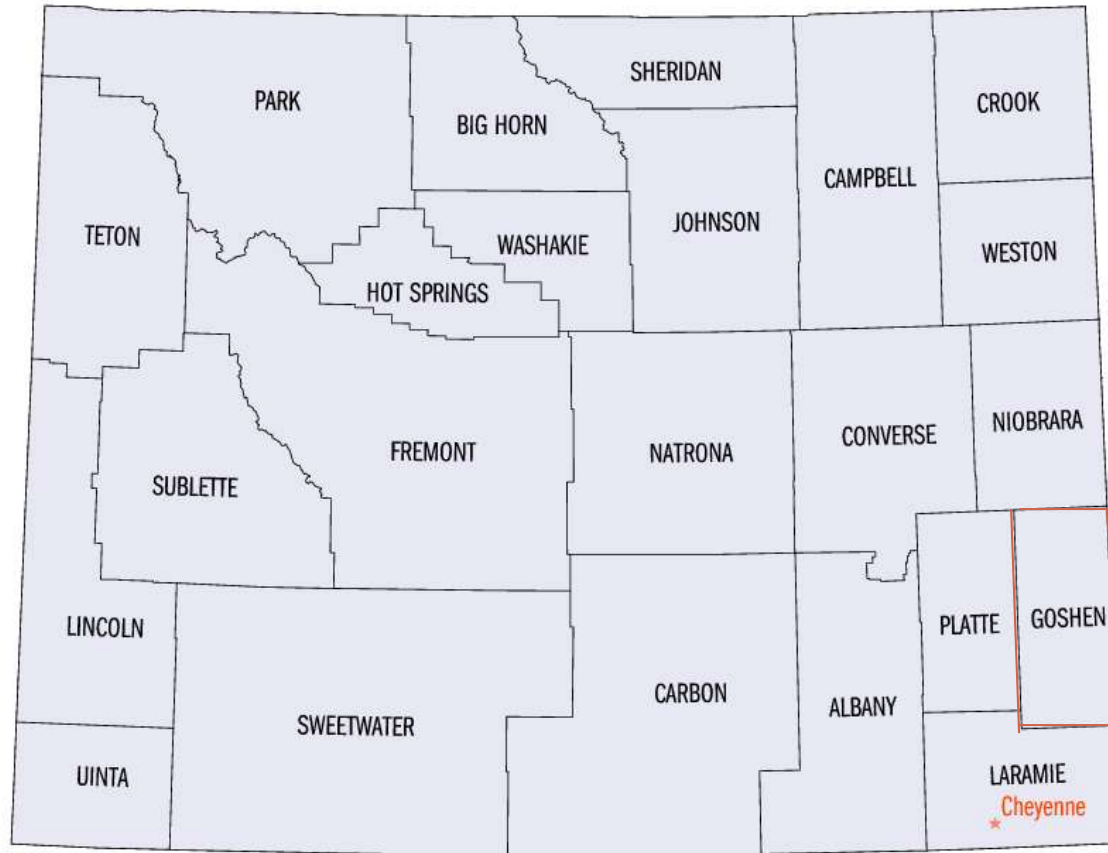 SHERIDAN
PARK
CROOK
BIG HORN
CAMPBELL
JOHNSON
TETON
WASHAKIE
WESTON
HOT SPRINGS
NIOBRARA
CONVERSE
FREMONT
NATRONA
SUBLETTE
GOSHEN
PLATTE
LINCOLN
CARBON
ALBANY
SWEETWATER
UINTA
LARAMIE
Cheyenne